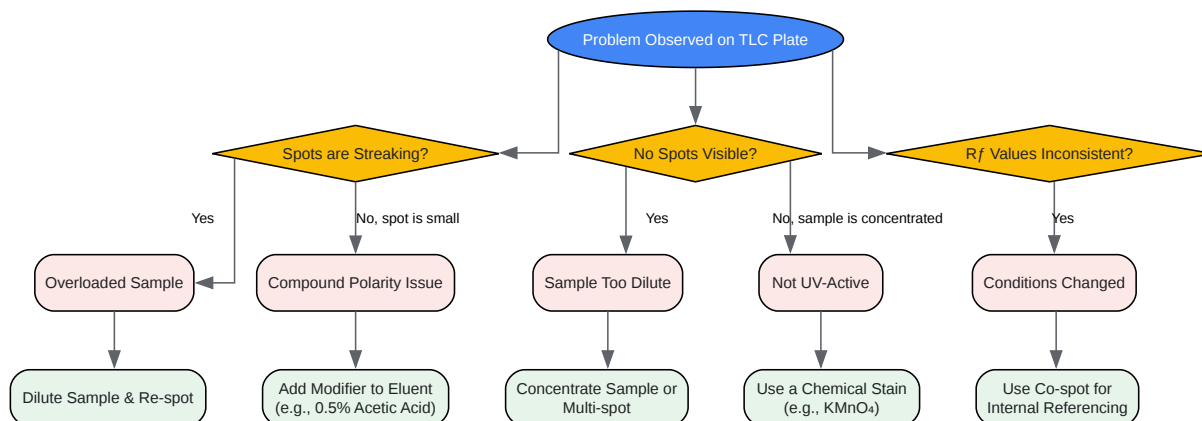 Problem Observed on TLC Plate
Spots are Streaking?
No Spots Visible?
Rƒ Values Inconsistent?
Yes
No, spot is small
Yes
No, sample is concentrated
Yes
Overloaded Sample
Compound Polarity Issue
Sample Too Dilute
Not UV-Active
Conditions Changed
Dilute Sample & Re-spot
Add Modifier to Eluent
(e.g., 0.5% Acetic Acid)
Concentrate Sample or
Multi-spot
Use a Chemical Stain
(e.g., KMnO₄)
Use Co-spot for
Internal Referencing